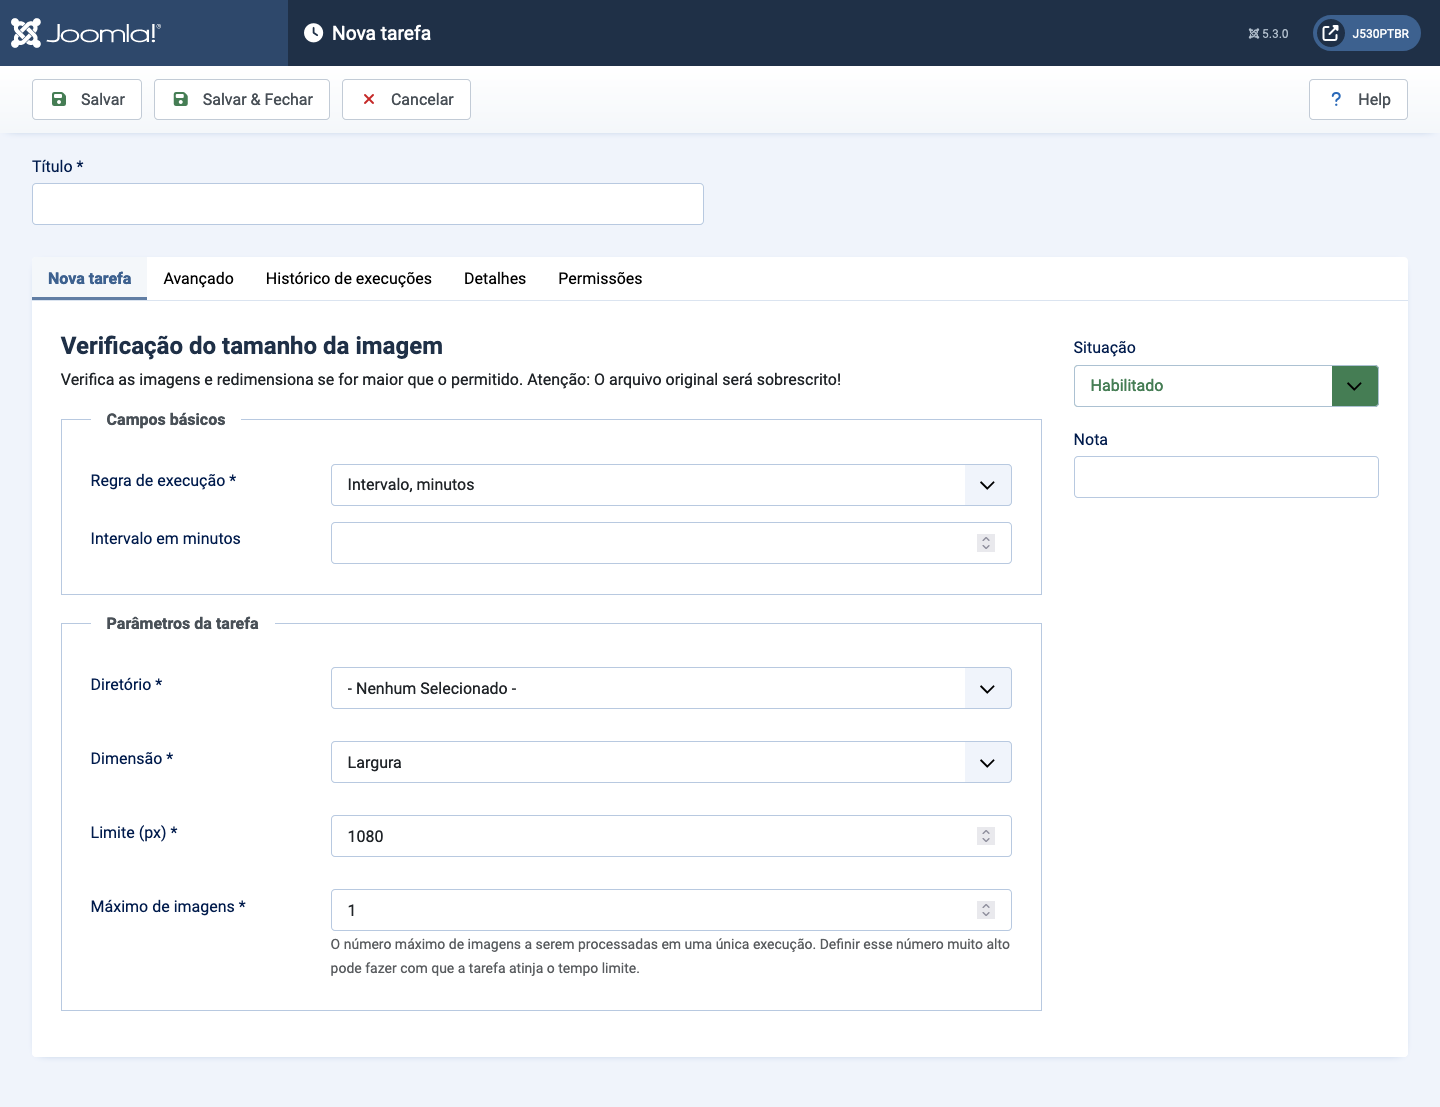 Joomla!®
Nova tarefa
5.3.0
J530PTBR
Salvar
Salvar & Fechar
Cancelar
? Help
Título *
Nova tarefa
Avançado
Histórico de execuções
Detalhes
Permissões
Verificação do tamanho da imagem
Verifica as imagens e redimensiona se for maior que o permitido. Atenção: O arquivo original será sobrescrito!
Situação
Habilitado
Nota
Campos básicos
Regra de execução *
Intervalo, minutos
Intervalo em minutos
Parâmetros da tarefa
Diretório *
- Nenhum Selecionado -
Dimensão *
Largura
Limite (px) *
1080
Máximo de imagens *
1
O número máximo de imagens a serem processadas em uma única execução. Definir esse número muito alto
pode fazer com que a tarefa atinja o tempo limite.